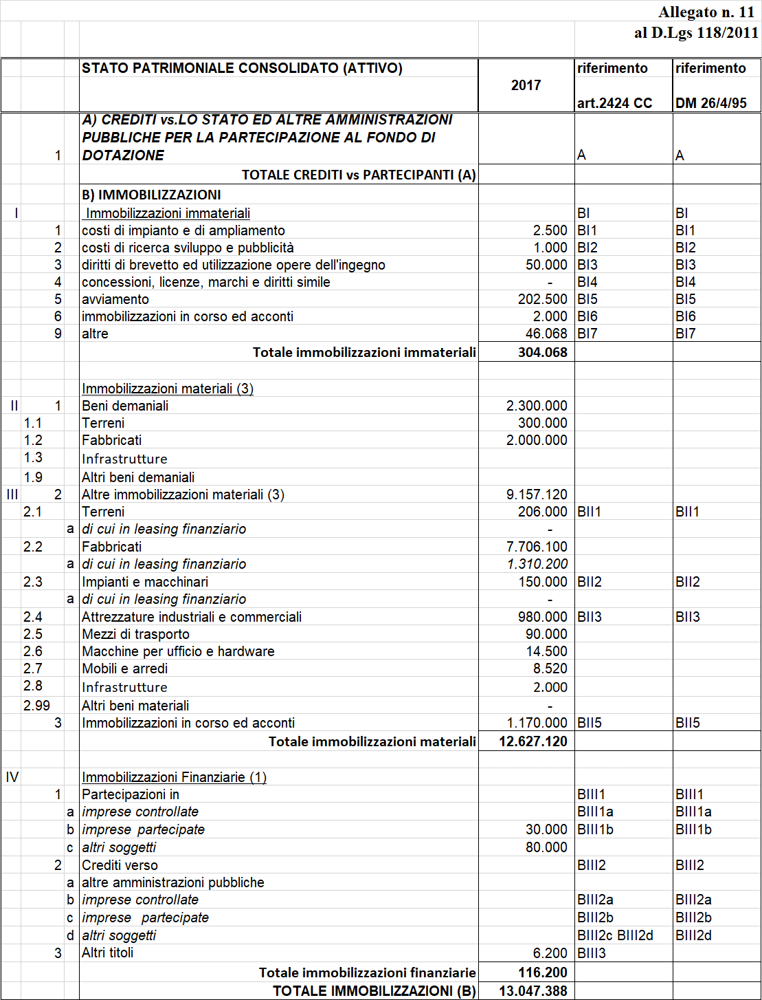 Allegato n. 11
al D.Lgs 118/2011
STATO PATRIMONIALE CONSOLIDATO (ATTIVO) 2017 riferimento riferimento
art.2424 CC DM 26/4/95
A) CREDITI vs.LO STATO ED ALTRE AMMINISTRAZIONI
PUBBLICHE PER LA PARTECIPAZIONE AL FONDO DI
1 DOTAZIONE A A
TOTALE CREDITI vs PARTECIPANTI (A)
B) IMMOBILIZZAZIONI
I Immobilizzazioni immateriali BI BI
1 costi di impianto e di ampliamento 2.500 BI1 BI1
2 costi di ricerca sviluppo e pubblicità 1.000 BI2 BI2
3 diritti di brevetto ed utilizzazione opere dell'ingegno 50.000 BI3 BI3
4 concessioni, licenze, marchi e diritti simile - BI4 BI4
5 avviamento 202.500 BI5 BI5
6 immobilizzazioni in corso ed acconti 2.000 BI6 BI6
9 altre 46.068 BI7 BI7
Totale immobilizzazioni immateriali 304.068
Immobilizzazioni materiali (3)
II 1 Beni demaniali 2.300.000
1.1 Terreni 300.000
1.2 Fabbricati 2.000.000
1.3 Infrastrutture
1.9 Altri beni demaniali
III 2 Altre immobilizzazioni materiali (3) 9.157.120
2.1 Terreni 206.000 BII1 BII1
a di cui in leasing finanziario -
2.2 Fabbricati 7.706.100
a di cui in leasing finanziario 1.310.200
2.3 Impianti e macchinari 150.000 BII2 BII2
a di cui in leasing finanziario -
2.4 Attrezzature industriali e commerciali 980.000 BII3 BII3
2.5 Mezzi di trasporto 90.000
2.6 Macchine per ufficio e hardware 14.500
2.7 Mobili e arredi 8.520
2.8 Infrastrutture 2.000
2.99 Altri beni materiali -
3 Immobilizzazioni in corso ed acconti 1.170.000 BII5 BII5
Totale immobilizzazioni materiali 12.627.120
IV Immobilizzazioni Finanziarie (1)
1 Partecipazioni in BIII1 BIII1
a imprese controllate BIII1a BIII1a
b imprese partecipate 30.000 BIII1b BIII1b
c altri soggetti 80.000
2 Crediti verso BIII2 BIII2
a altre amministrazioni pubbliche
b imprese controllate BIII2a BIII2a
c imprese partecipate BIII2b BIII2b
d altri soggetti BIII2c BIII2d BIII2d
3 Altri titoli 6.200 BIII3
Totale immobilizzazioni finanziarie 116.200
TOTALE IMMOBILIZZAZIONI (B) 13.047.388